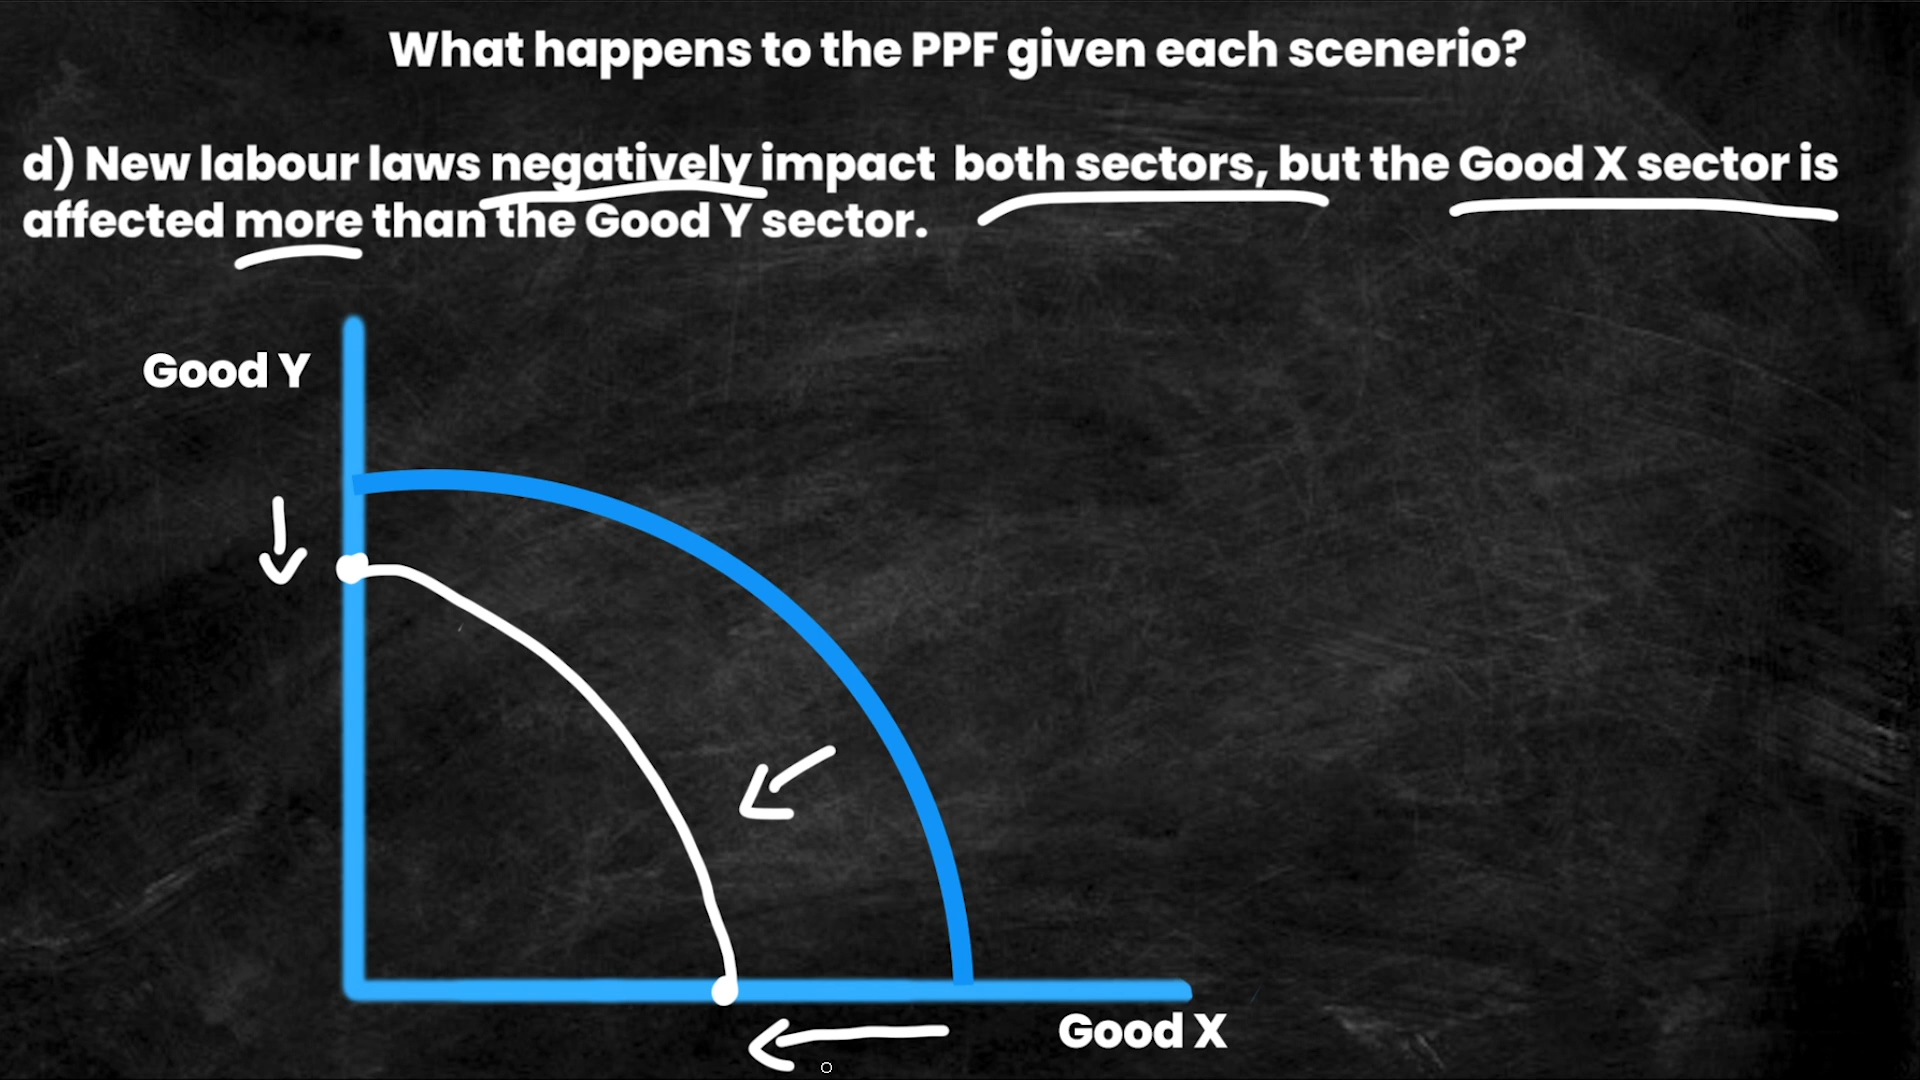 What happens to the PPF given each scenerio?
d) New labour laws negatively impact both sectors, but the Good X sector is
affected more than the Good Y sector.
Good Y
Good X